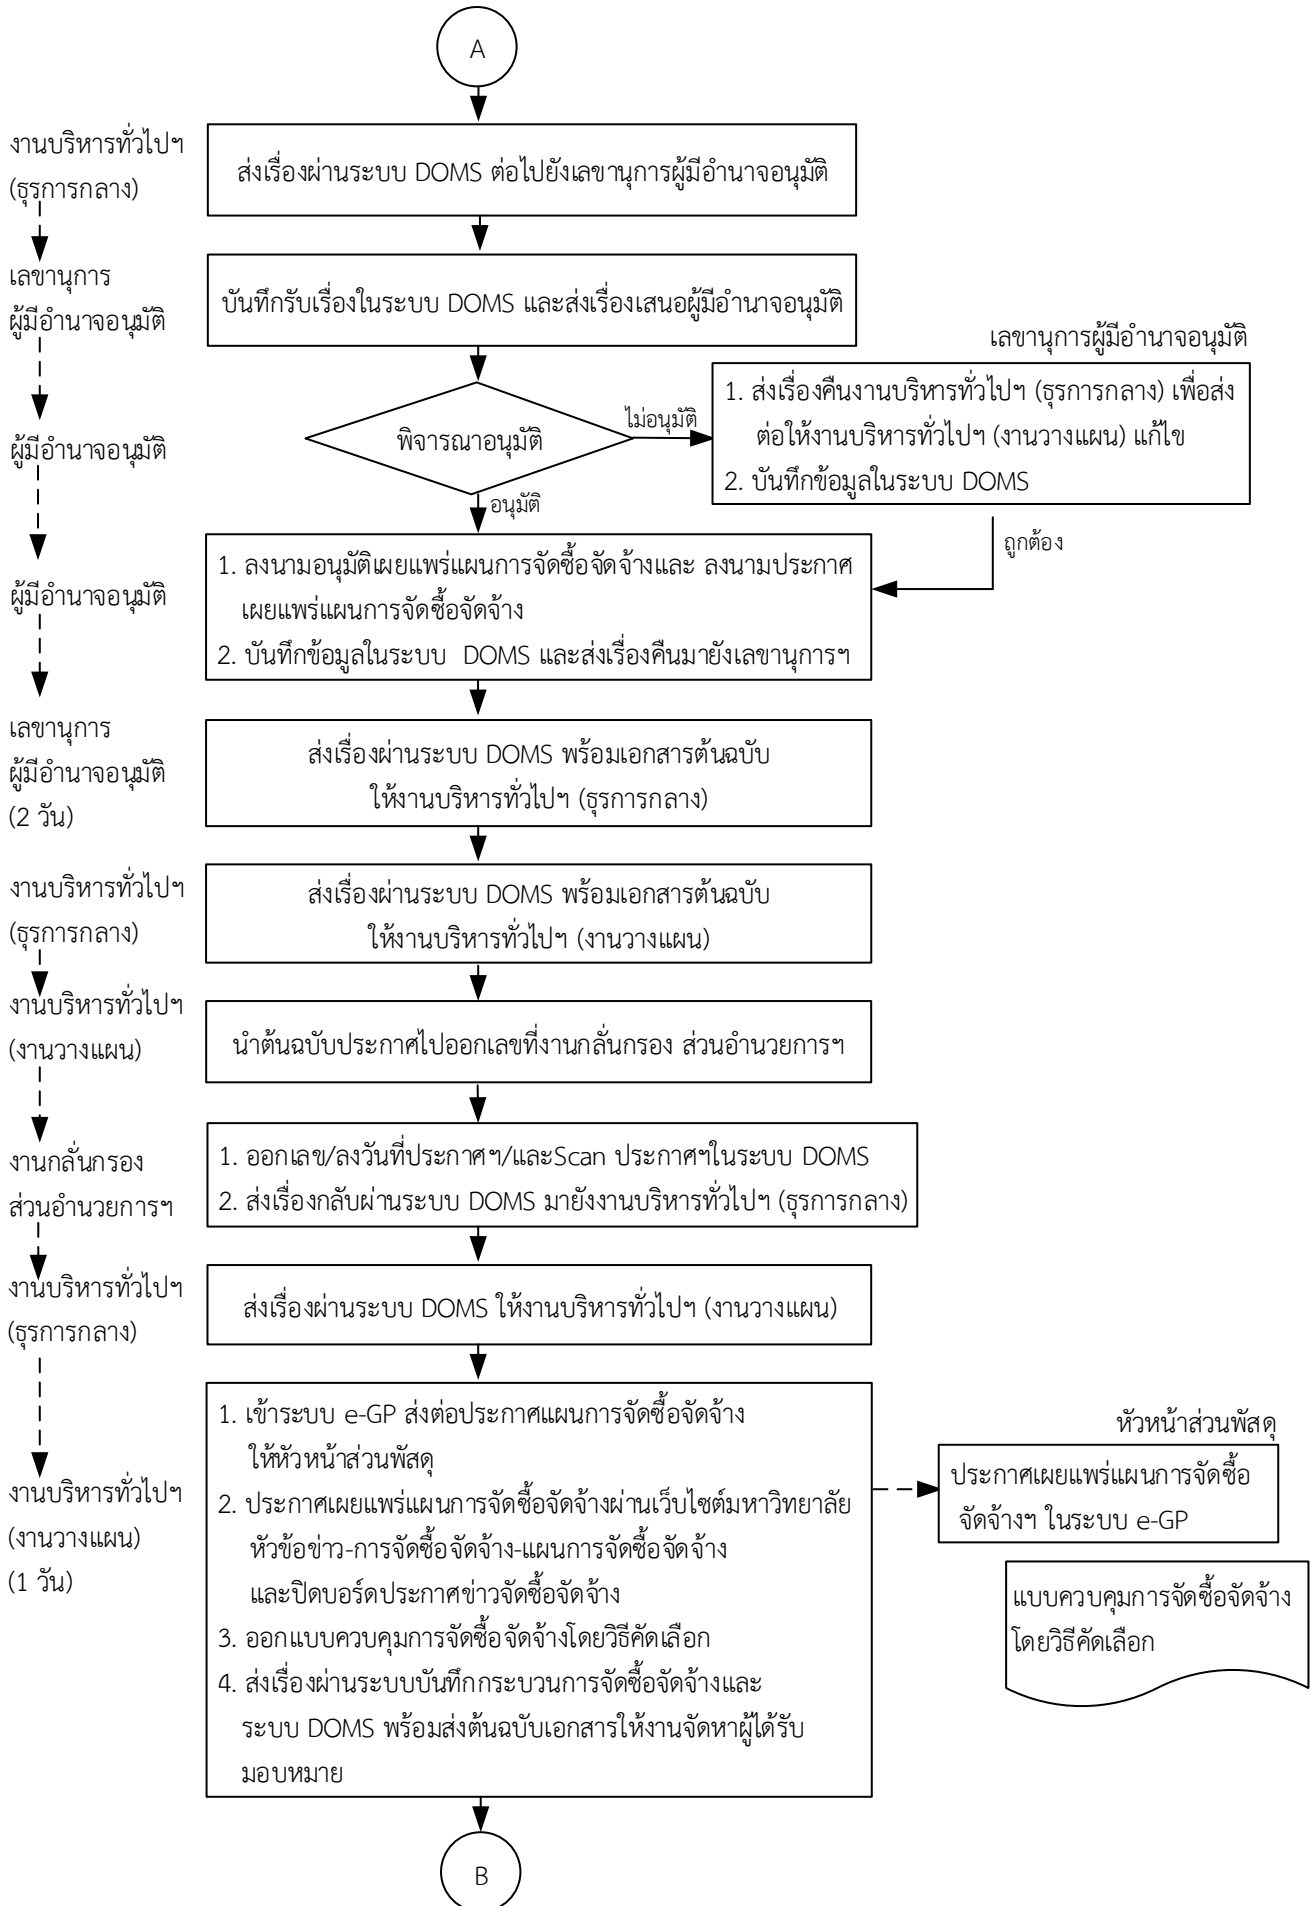 A
งานบริหารทั่วไปฯ
(ธุรการกลาง)
ส่งเรื่องผ่านระบบ DOMS ต่อไปยังเลขานุการผู้มีอำนาจอนุมัติ
เลขานุการ
ผู้มีอำนาจอนุมัติ
บันทึกรับเรื่องในระบบ DOMS และส่งเรื่องเสนอผู้มีอำนาจอนุมัติ
เลขานุการผู้มีอำนาจอนุมัติ
ผู้มีอำนาจอนุมัติ
พิจารณาอนุมัติ
ไม่อนุมัติ
1. ส่งเรื่องคืนงานบริหารทั่วไปฯ (ธุรการกลาง) เพื่อส่ง
ต่อให้งานบริหารทั่วไปฯ (งานวางแผน) แก้ไข
2. บันทึกข้อมูลในระบบ DOMS
อนุมัติ
ถูกต้อง
ผู้มีอำนาจอนุมัติ
1. ลงนามอนุมัติเผยแพร่แผนการจัดซื้อจัดจ้างและ ลงนามประกาศ
เผยแพร่แผนการจัดซื้อจัดจ้าง
2. บันทึกข้อมูลในระบบ DOMS และส่งเรื่องคืนมายังเลขานุการฯ
เลขานุการ
ผู้มีอำนาจอนุมัติ
(2 วัน)
ส่งเรื่องผ่านระบบ DOMS พร้อมเอกสารต้นฉบับ
ให้งานบริหารทั่วไปฯ (ธุรการกลาง)
งานบริหารทั่วไปฯ
(ธุรการกลาง)
ส่งเรื่องผ่านระบบ DOMS พร้อมเอกสารต้นฉบับ
ให้งานบริหารทั่วไปฯ (งานวางแผน)
งานบริหารทั่วไปฯ
(งานวางแผน)
นำต้นฉบับประกาศไปออกเลขที่งานกลั่นกรอง ส่วนอำนวยการฯ
งานกลั่นกรอง
ส่วนอำนวยการฯ
1. ออกเลข/ลงวันที่ประกาศฯ/และScan ประกาศฯในระบบ DOMS
2. ส่งเรื่องกลับผ่านระบบ DOMS มายังงานบริหารทั่วไปฯ (ธุรการกลาง)
งานบริหารทั่วไปฯ
(ธุรการกลาง)
ส่งเรื่องผ่านระบบ DOMS ให้งานบริหารทั่วไปฯ (งานวางแผน)
งานบริหารทั่วไปฯ
(งานวางแผน)
(1 วัน)
1. เข้าระบบ e-GP ส่งต่อประกาศแผนการจัดซื้อจัดจ้าง
ให้หัวหน้าส่วนพัสดุ
2. ประกาศเผยแพร่แผนการจัดซื้อจัดจ้างผ่านเว็บไซต์มหาวิทยาลัย
หัวข้อข่าว-การจัดซื้อจัดจ้าง-แผนการจัดซื้อจัดจ้าง
และปิดบอร์ดประกาศข่าวจัดซื้อจัดจ้าง
3. ออกแบบควบคุมการจัดซื้อจัดจ้างโดยวิธีคัดเลือก
4. ส่งเรื่องผ่านระบบบันทึกกระบวนการจัดซื้อจัดจ้างและ
ระบบ DOMS พร้อมส่งต้นฉบับเอกสารให้งานจัดหาผู้ได้รับ
มอบหมาย
หัวหน้าส่วนพัสดุ
ประกาศเผยแพร่แผนการจัดซื้อ
จัดจ้างฯ ในระบบ e-GP
แบบควบคุมการจัดซื้อจัดจ้าง
โดยวิธีคัดเลือก
B